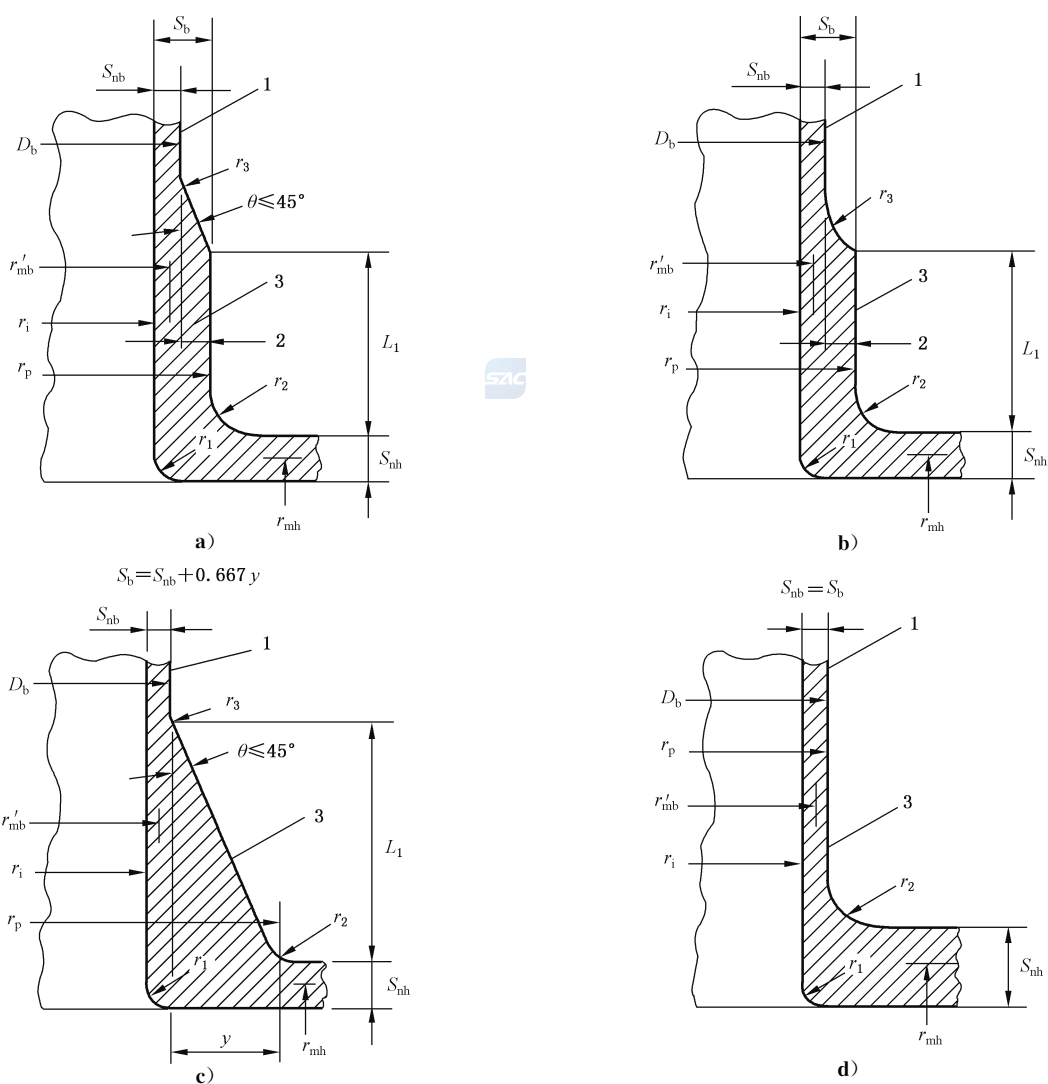 S_b
S_nb
1
D_b
r_3
θ≤45°
r′_mb
3
r_i
2
L_1
r_p
r_2
r_1
S_nh
r_mh
a)
S_b
S_nb
1
D_b
r_3
r′_mb
3
r_i
2
L_1
r_p
r_2
r_1
S_nh
r_mh
b)
SAC
S_b=S_nb+0.667y
S_nb
1
D_b
r_3
θ≤45°
r′_mb
3
L_1
r_i
r_p
r_2
r_1
S_nh
y
r_mh
c)
S_nb=S_b
1
D_b
r_p
r′_mb
3
r_i
r_2
r_1
S_nh
r_mh
d)